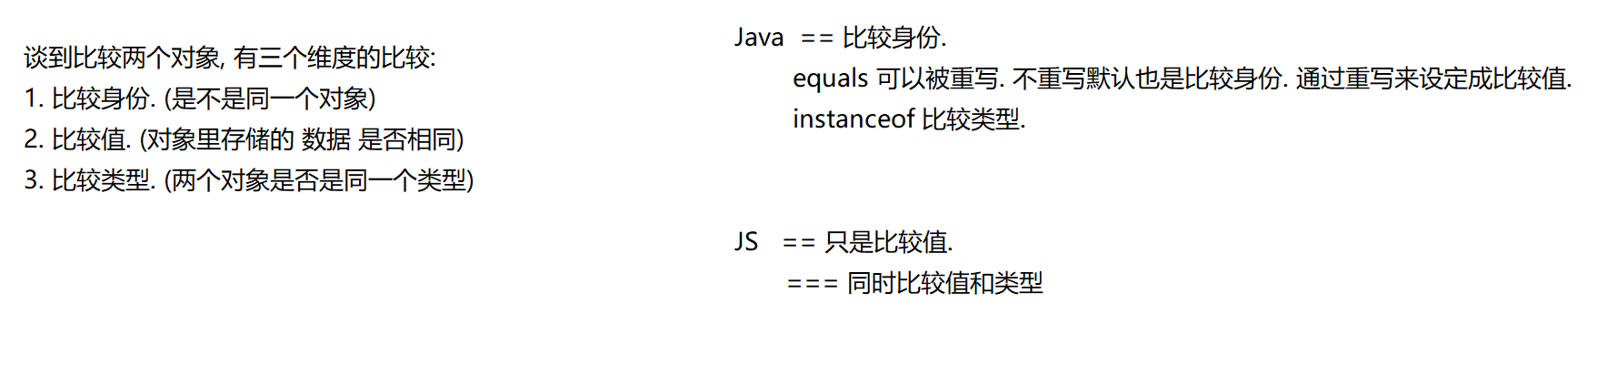 谈到比较两个对象, 有三个维度的比较:
1. 比较身份. (是不是同一个对象)
2. 比较值. (对象里存储的 数据 是否相同)
3. 比较类型. (两个对象是否是同一个类型)
Java == 比较身份.
equals 可以被重写. 不重写默认也是比较身份. 通过重写来设定成比较值.
instanceof 比较类型.
JS == 只是比较值.
=== 同时比较值和类型